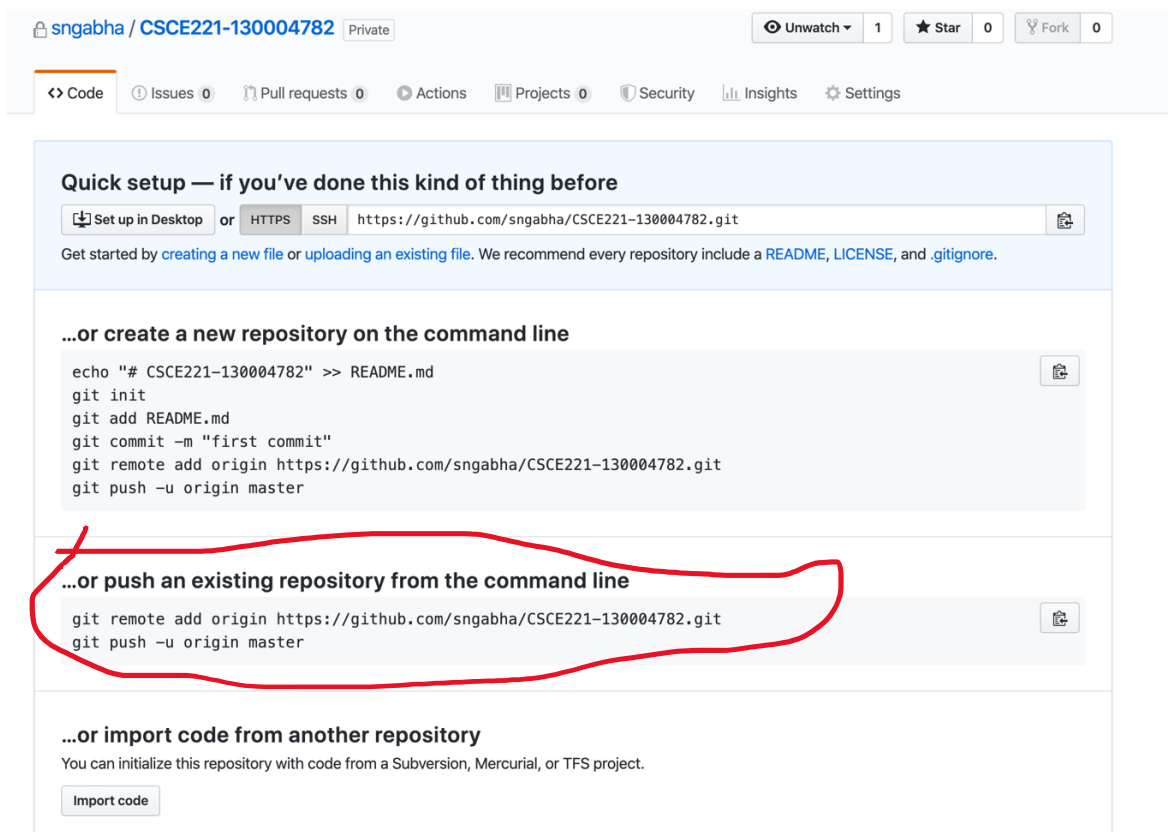 sngabha / CSCE221-130004782 Private
Unwatch 1 Star 0 Fork 0
<> Code Issues 0 Pull requests 0 Actions Projects 0 Security Insights Settings
Quick setup — if you’ve done this kind of thing before
Set up in Desktop or HTTPS SSH https://github.com/sngabha/CSCE221-130004782.git
Get started by creating a new file or uploading an existing file. We recommend every repository include a README, LICENSE, and .gitignore.
…or create a new repository on the command line
echo "# CSCE221-130004782" >> README.md
git init
git add README.md
git commit -m "first commit"
git remote add origin https://github.com/sngabha/CSCE221-130004782.git
git push -u origin master
…or push an existing repository from the command line
git remote add origin https://github.com/sngabha/CSCE221-130004782.git
git push -u origin master
…or import code from another repository
You can initialize this repository with code from a Subversion, Mercurial, or TFS project.
Import code